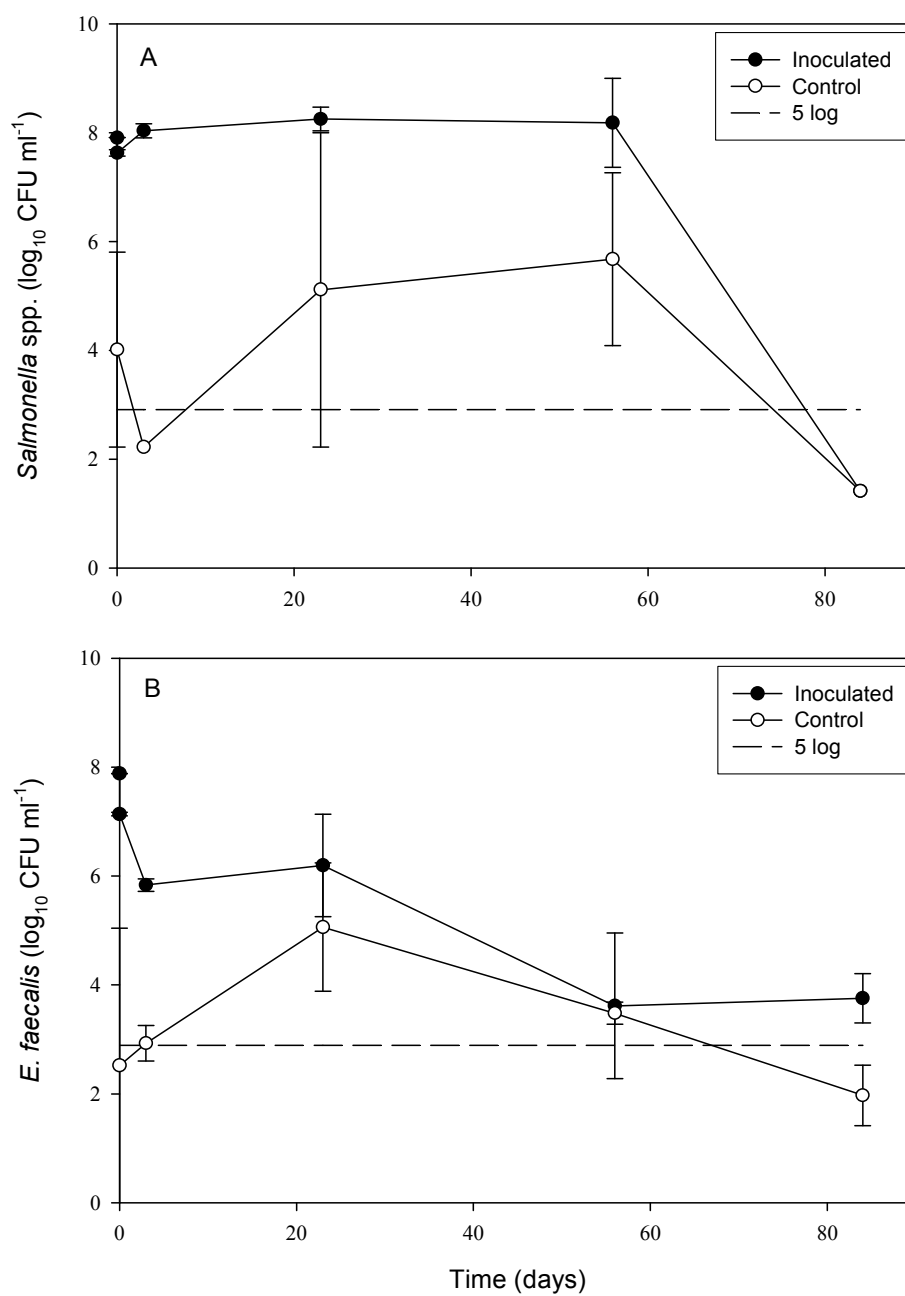 A
Inoculated
Control
5 log
Salmonella spp. (log₁₀ CFU ml⁻¹)
10
8
6
4
2
0
0 20 40 60 80
B
Inoculated
Control
5 log
E. faecalis (log₁₀ CFU ml⁻¹)
10
8
6
4
2
0
0 20 40 60 80
Time (days)